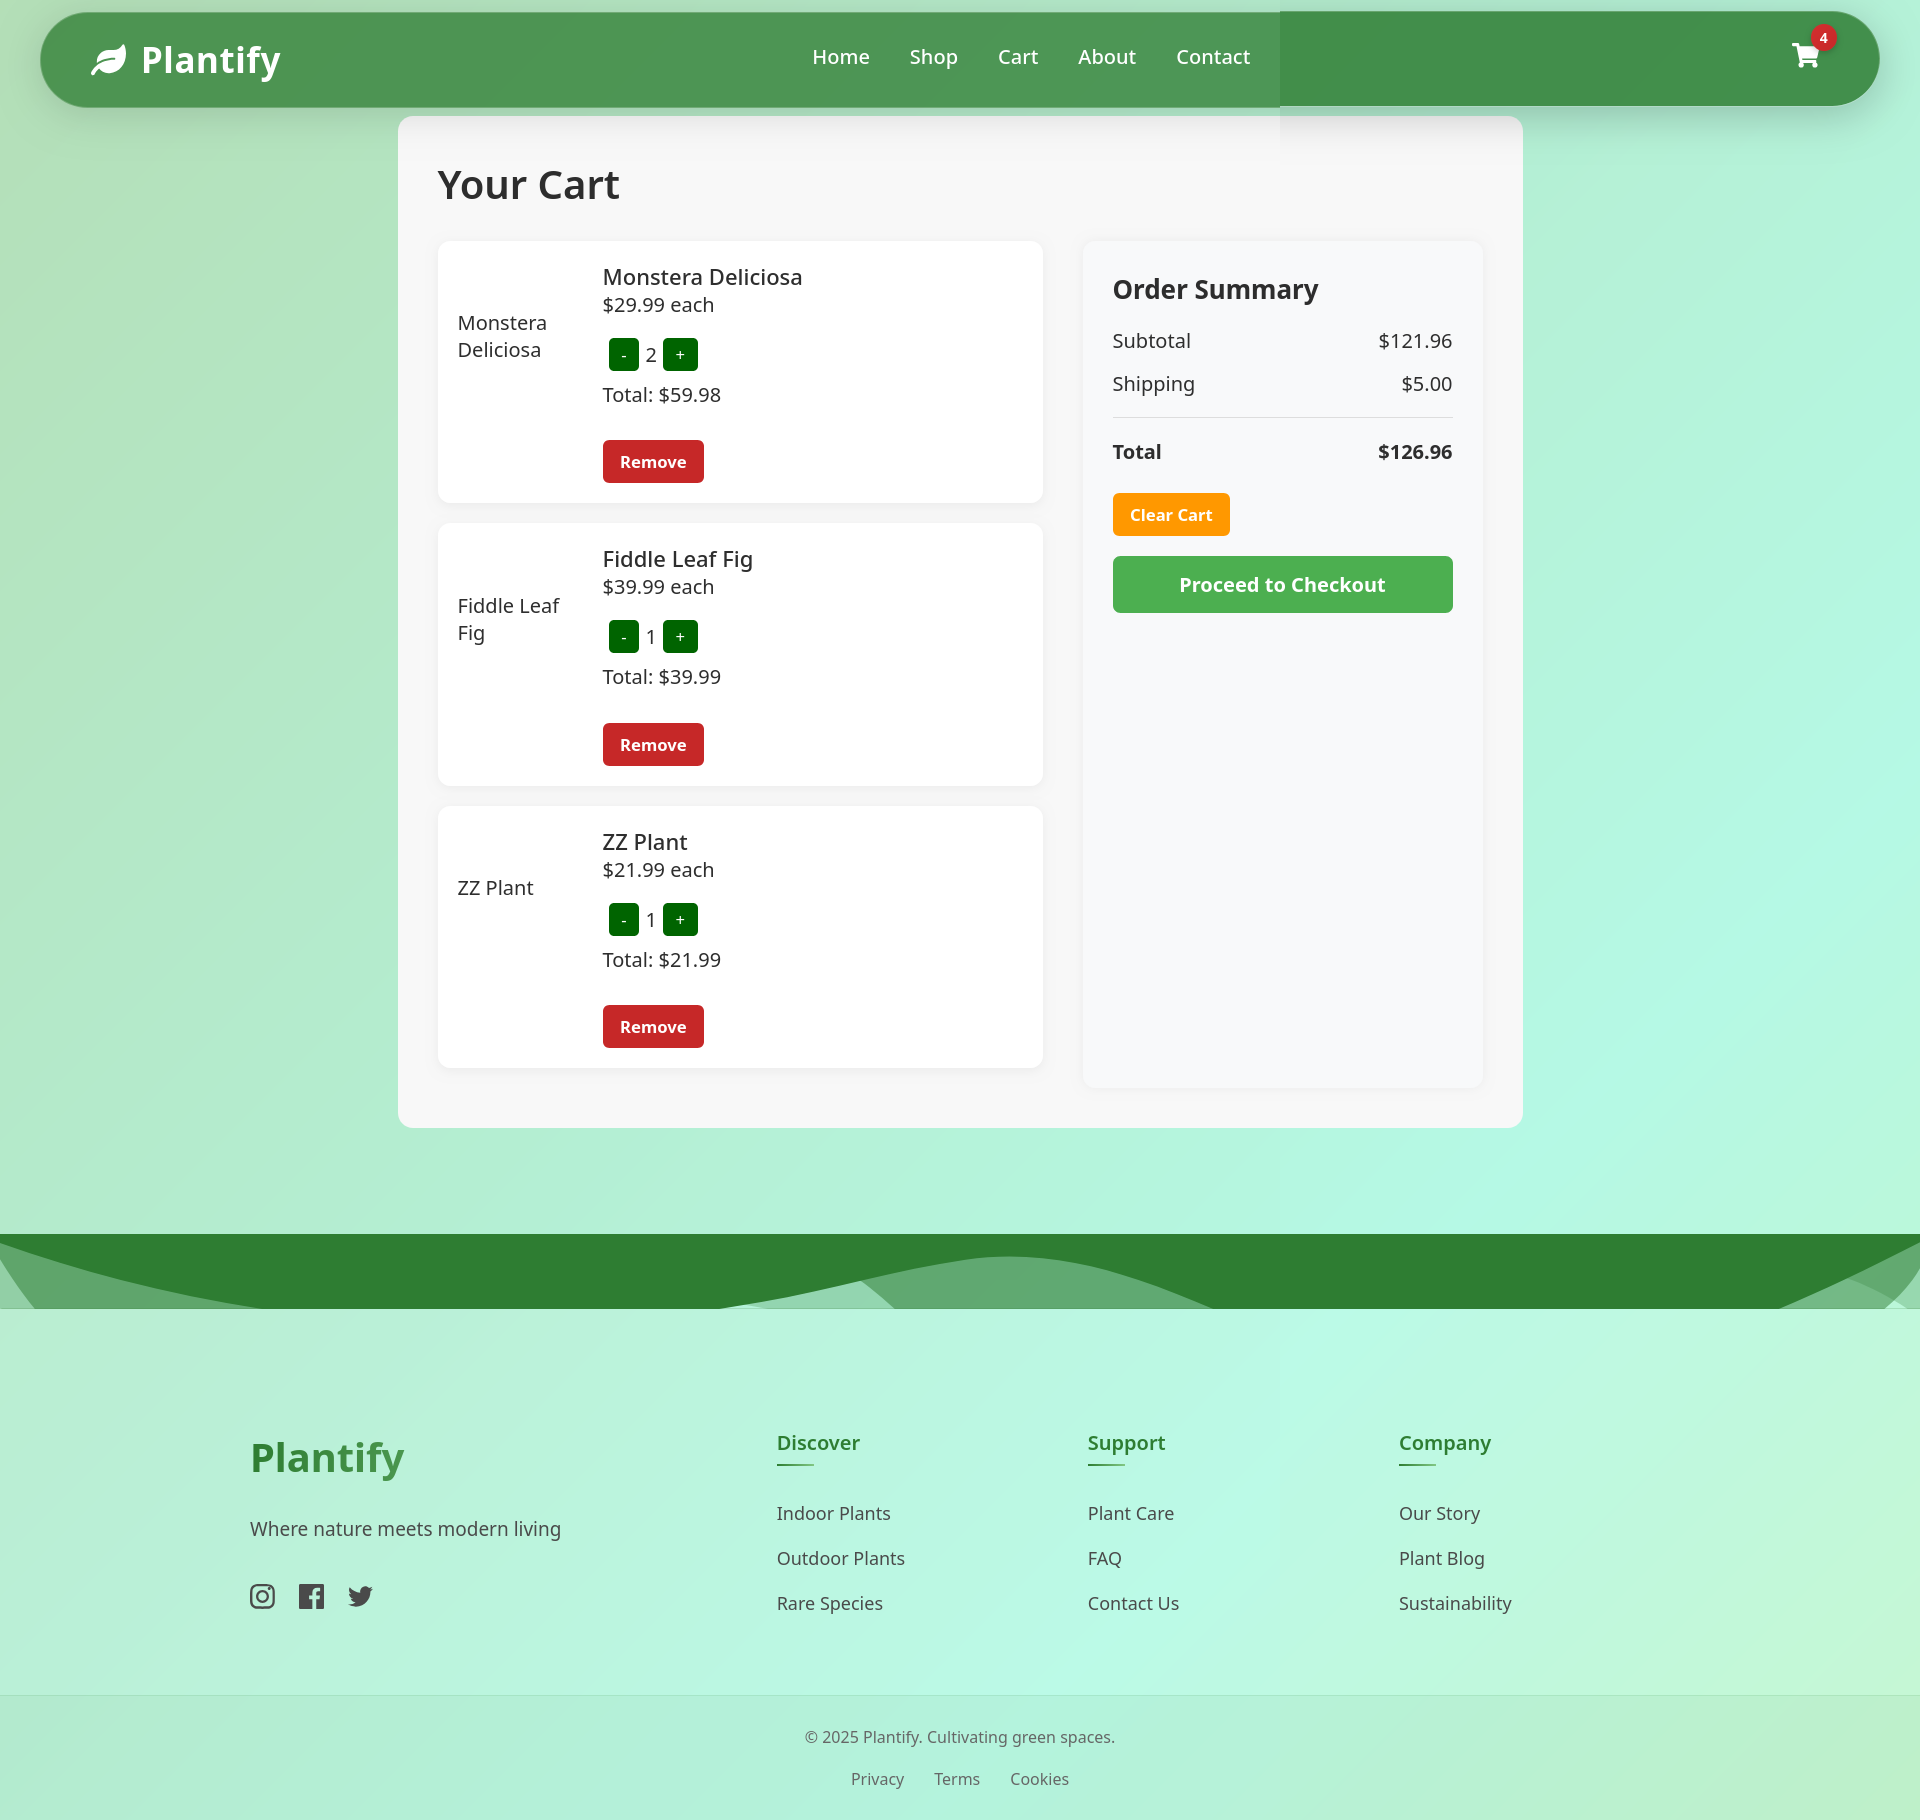 Plantify
Home Shop Cart About Contact
4
Your Cart
Monstera
Deliciosa
Monstera Deliciosa
$29.99 each
- 2 +
Total: $59.98
Remove
Fiddle Leaf
Fig
Fiddle Leaf Fig
$39.99 each
- 1 +
Total: $39.99
Remove
ZZ Plant
ZZ Plant
$21.99 each
- 1 +
Total: $21.99
Remove
Order Summary
Subtotal $121.96
Shipping $5.00
Total $126.96
Clear Cart
Proceed to Checkout
Plantify
Where nature meets modern living
Discover
Indoor Plants
Outdoor Plants
Rare Species
Support
Plant Care
FAQ
Contact Us
Company
Our Story
Plant Blog
Sustainability
© 2025 Plantify. Cultivating green spaces.
Privacy Terms Cookies